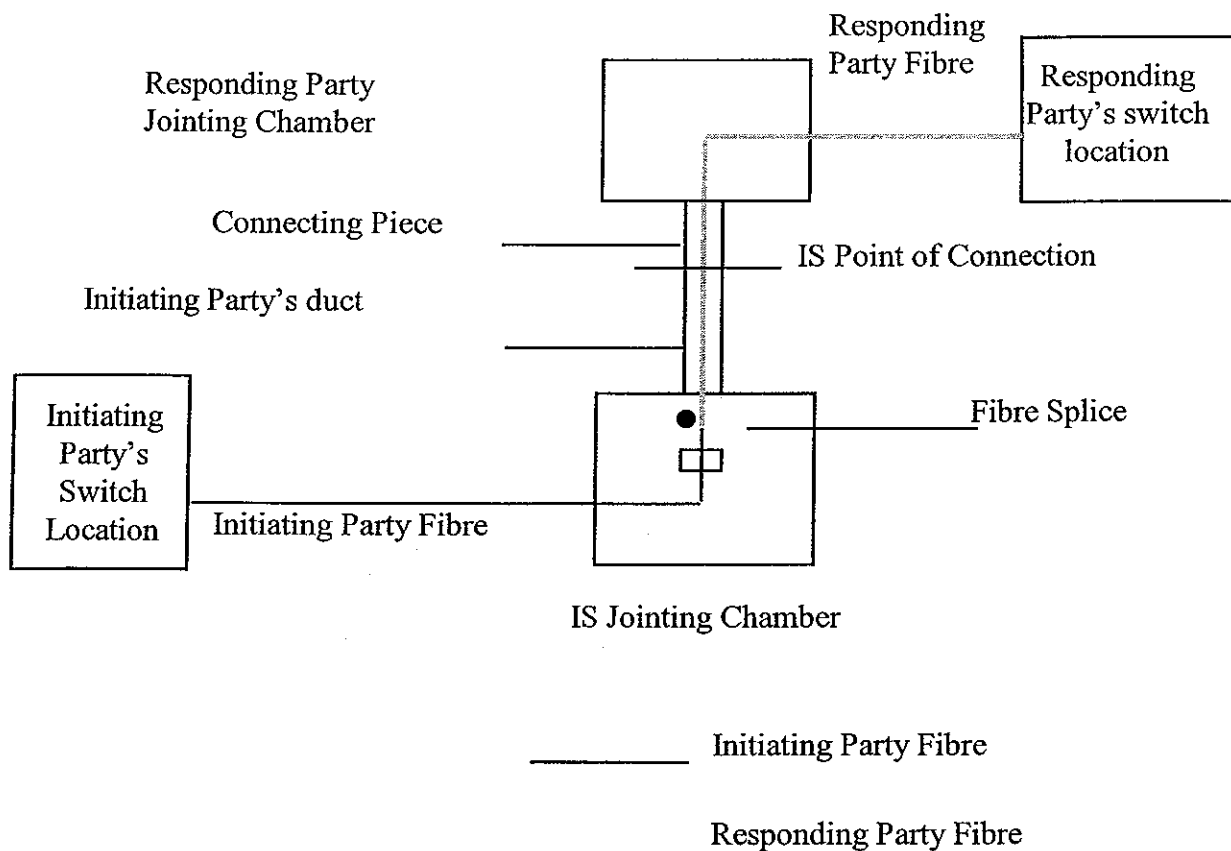 Responding
Party Fibre
Responding
Party's switch
location
Responding Party
Jointing Chamber
Connecting Piece
IS Point of Connection
Initiating Party's duct
Initiating
Party's
Switch
Location
Fibre Splice
Initiating Party Fibre
IS Jointing Chamber
Initiating Party Fibre
Responding Party Fibre